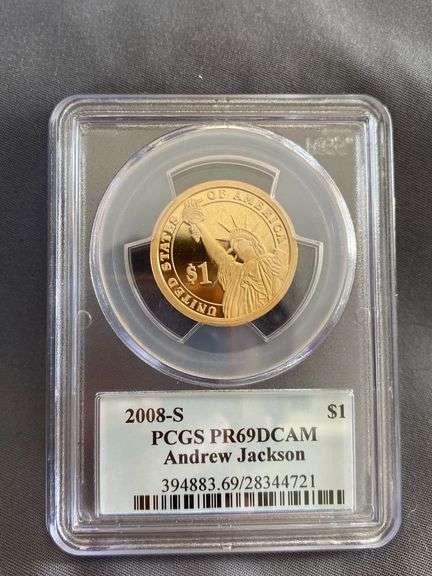 UNITED STATES OF AMERICA
$1
2008-S $1
PCGS PR69DCAM
Andrew Jackson
394883.69/28344721